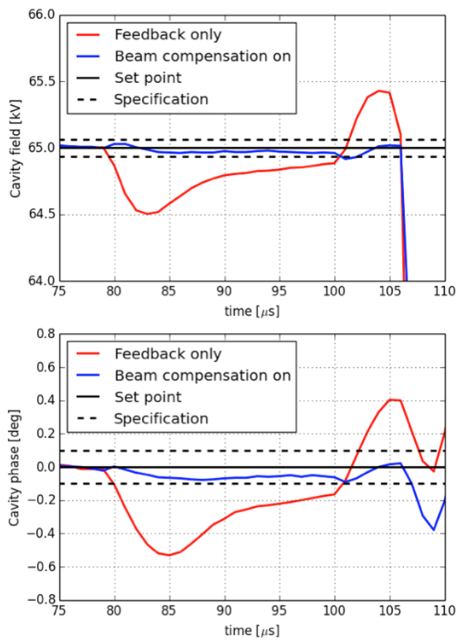 66.0
Feedback only
Beam compensation on
65.5
Set point
Specification
65.0
64.5
64.0
Cavity field [kV]
75 80 85 90 95 100 105 110
time [μs]
0.8
Feedback only
0.6
Beam compensation on
Set point
0.4
Specification
0.2
0.0
−0.2
−0.4
−0.6
−0.8
Cavity phase [deg]
75 80 85 90 95 100 105 110
time [μs]